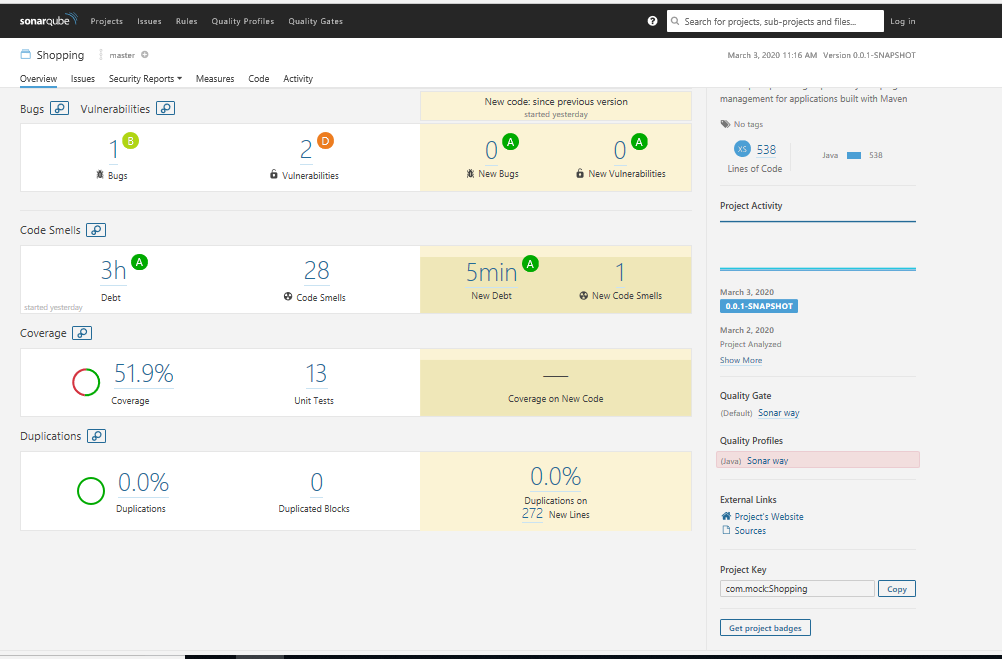 sonarqube Projects Issues Rules Quality Profiles Quality Gates ? Search for projects, sub-projects and files... Log in
Shopping master March 3, 2020 11:16 AM Version 0.0.1-SNAPSHOT
Overview Issues Security Reports Measures Code Activity
Bugs Vulnerabilities
New code: since previous version
started yesterday
1 B
Bugs
2 D
Vulnerabilities
0 A
New Bugs
0 A
New Vulnerabilities
Code Smells
3h A
Debt
started yesterday
28
Code Smells
5min A
New Debt
1
New Code Smells
Coverage
51.9%
Coverage
13
Unit Tests
—
Coverage on New Code
Duplications
0.0%
Duplications
0
Duplicated Blocks
0.0%
Duplications on
272 New Lines
management for applications built with Maven
No tags
XS 538
Lines of Code
Java 538
Project Activity
March 3, 2020
0.0.1-SNAPSHOT
March 2, 2020
Project Analyzed
Show More
Quality Gate
(Default) Sonar way
Quality Profiles
(Java) Sonar way
External Links
Project's Website
Sources
Project Key
com.mock:Shopping Copy
Get project badges